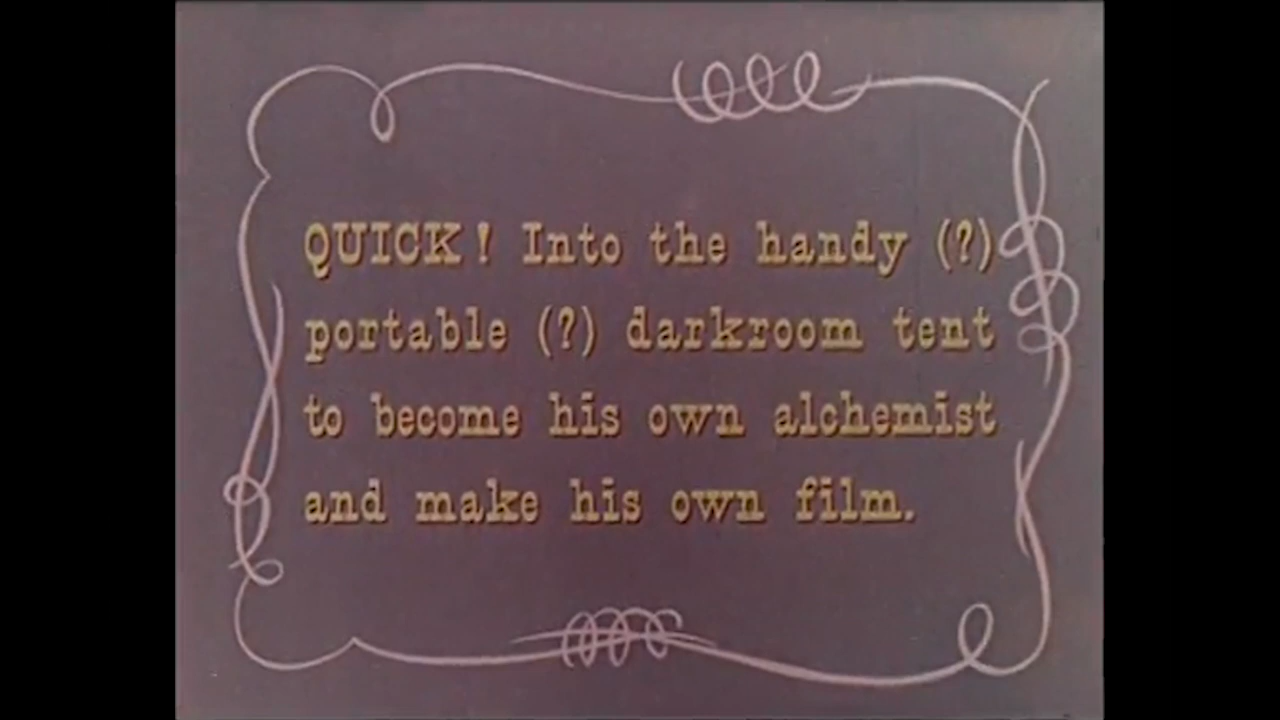 QUICK! Into the handy (?)
portable (?) darkroom tent
to become his own alchemist
and make his own film.